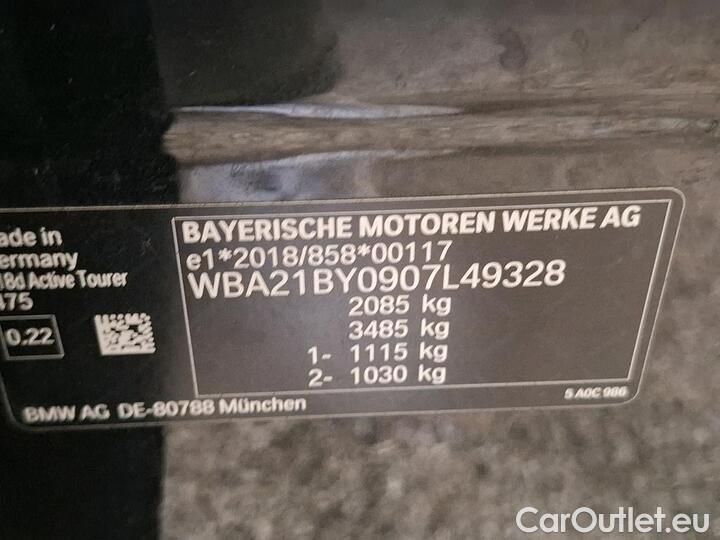 BAYERISCHE MOTOREN WERKE AG
e1*2018/858*00117
WBA21BY0907L49328
2085 kg
3485 kg
1- 1115 kg
2- 1030 kg
ade in
ermany
8d Active Tourer
475
0.22
BMW AG DE-80788 München
5 A0C 986
CarOutlet.eu